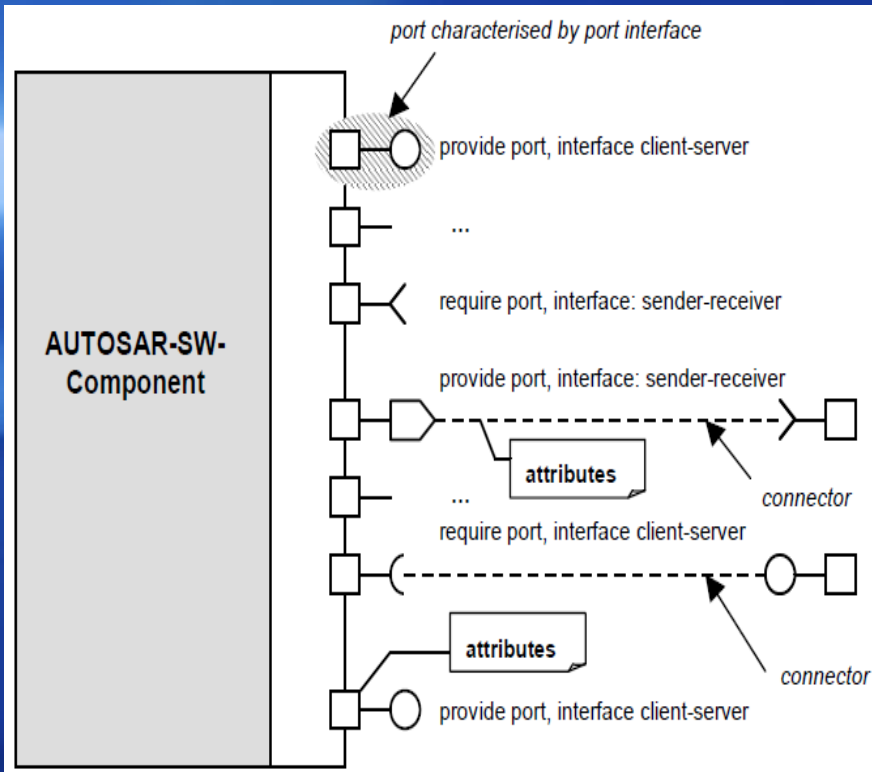 port characterised by port interface
provide port, interface client-server
...
require port, interface: sender-receiver
AUTOSAR-SW-
Component
provide port, interface: sender-receiver
attributes
connector
...
require port, interface client-server
attributes
connector
provide port, interface client-server